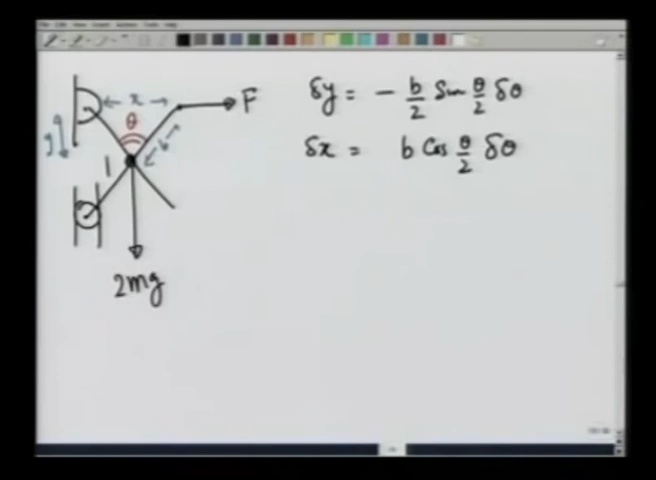 x
F
θ
y
b
1
2mg
δy = - b/2 Sin θ/2 δθ
δx = b Cos θ/2 δθ